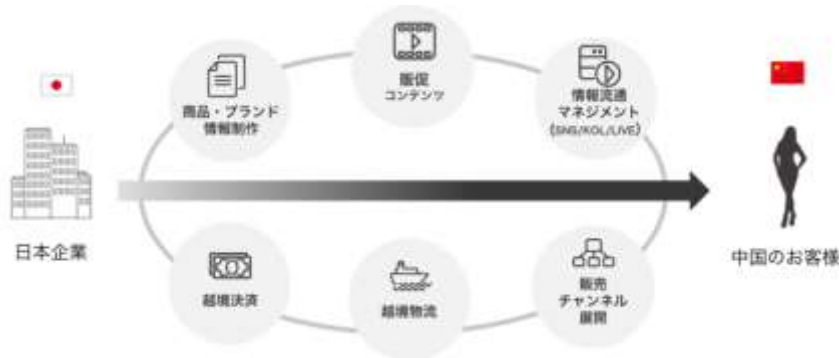 販促
コンテンツ
商品・ブランド
情報制作
情報流通
マネジメント
(SNS/KOL/LIVE)
日本企業
中国のお客様
越境決済
越境物流
販売
チャンネル
展開